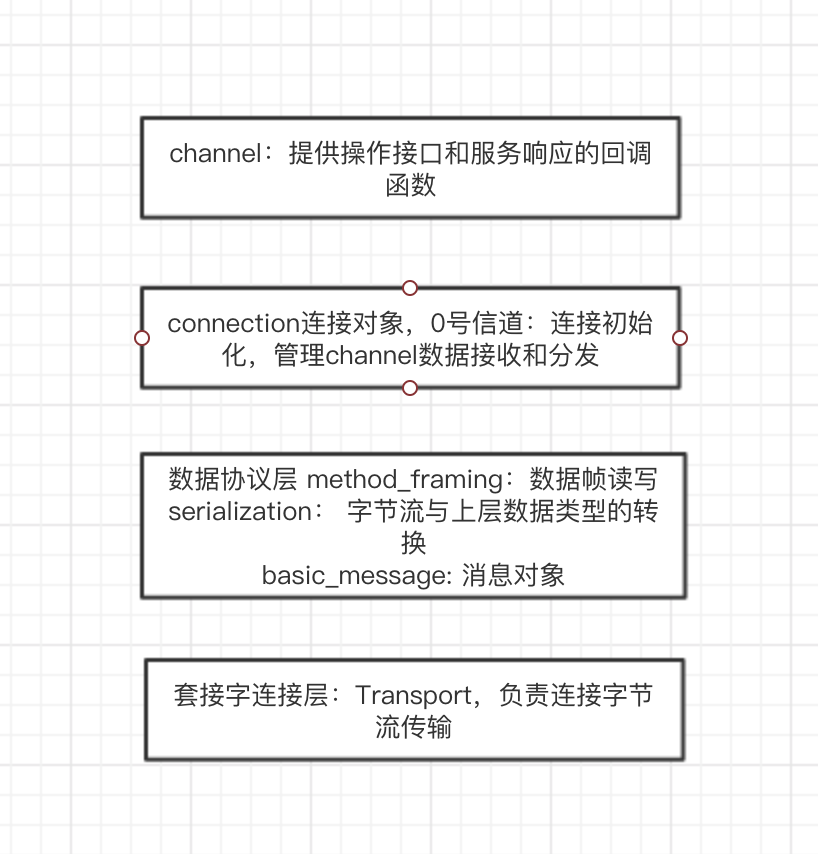 channel：提供操作接口和服务响应的回调
函数
connection连接对象，0号信道：连接初始
化，管理channel数据接收和分发
数据协议层 method_framing：数据帧读写
serialization： 字节流与上层数据类型的转
换
basic_message: 消息对象
套接字连接层：Transport，负责连接字节
流传输